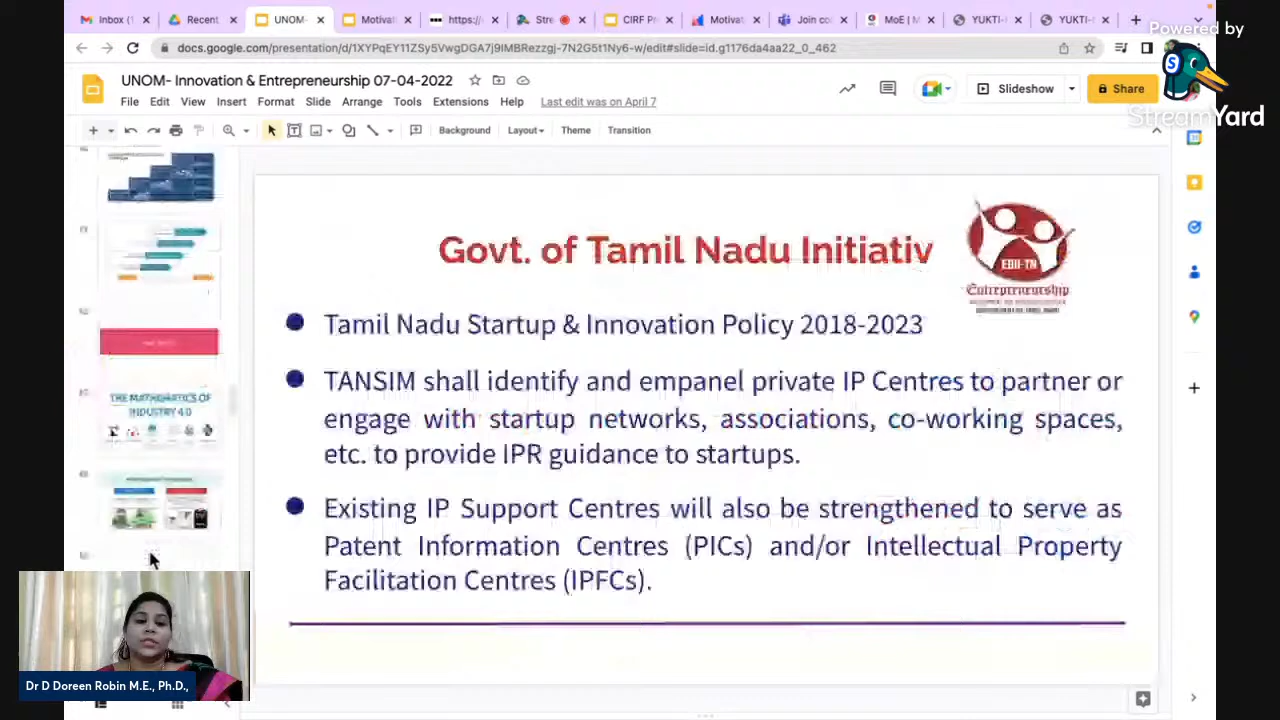 Inbox (1
Recent
UNOM-
Motivat
https:/
Stre
CIRF Pr
Motivat
Join co
MoE | M
YUKTI-
YUKTI-
Powered by
docs.google.com/presentation/d/1XYPqEY11ZSy5VwgDGA7j9IMBRezzgj-7N2G5t1Ny6-w/edit#slide=id.g1176da4aa22_0_462
S
StreamYard
UNOM- Innovation & Entrepreneurship 07-04-2022
File Edit View Insert Format Slide Arrange Tools Extensions Help Last edit was on April 7
Slideshow
Share
Background Layout Theme Transition
Govt. of Tamil Nadu Initiativ
EDII-TN
Entrepreneurship
Tamil Nadu Startup & Innovation Policy 2018-2023
TANSIM shall identify and empanel private IP Centres to partner or
engage with startup networks, associations, co-working spaces,
etc. to provide IPR guidance to startups.
Existing IP Support Centres will also be strengthened to serve as
Patent Information Centres (PICs) and/or Intellectual Property
Facilitation Centres (IPFCs).
THE MATHEMATICS OF
INDUSTRY 4.0
Dr D Doreen Robin M.E., Ph.D.,